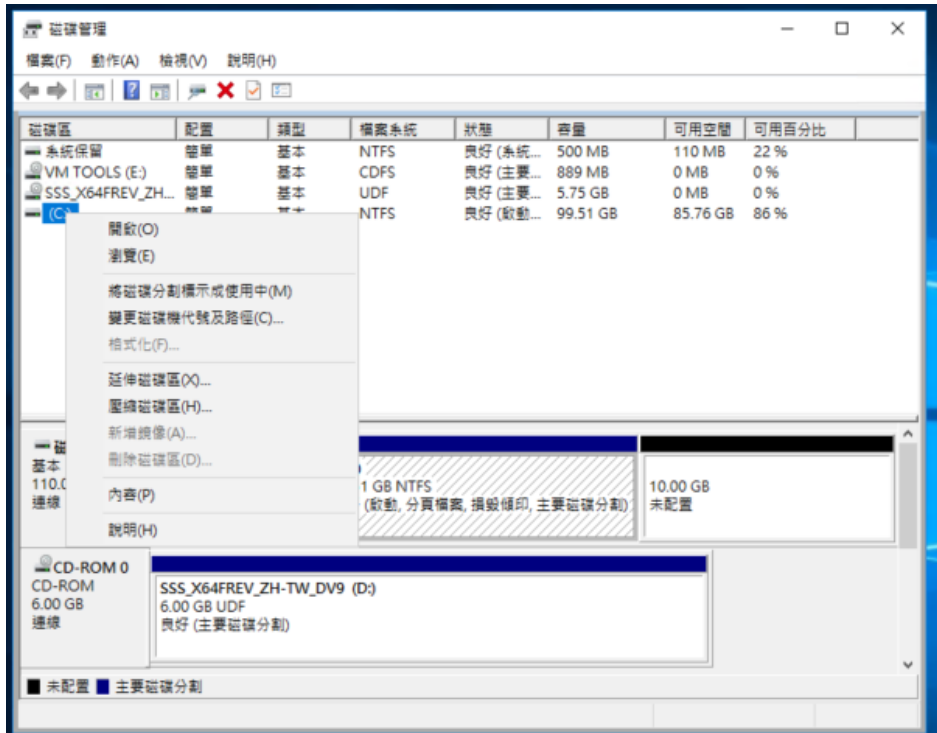 磁碟管理
檔案(F) 動作(A) 檢視(V) 說明(H)
磁碟區 配置 類型 檔案系統 狀態 容量 可用空間 可用百分比
系統保留 簡單 基本 NTFS 良好 (系統... 500 MB 110 MB 22 %
VM TOOLS (E:) 簡單 基本 CDFS 良好 (主要... 889 MB 0 MB 0 %
SSS_X64FREV_ZH... 簡單 基本 UDF 良好 (主要... 5.75 GB 0 MB 0 %
(C:) 簡單 基本 NTFS 良好 (啟動... 99.51 GB 85.76 GB 86 %
開啟(O)
瀏覽(E)
將磁碟分割標示成使用中(M)
變更磁碟機代號及路徑(C)...
格式化(F)...
延伸磁碟區(X)...
壓縮磁碟區(H)...
新增鏡像(A)...
刪除磁碟區(D)...
內容(P)
說明(H)
基本
110.0
連線
1 GB NTFS
(啟動, 分頁檔案, 損毀傾印, 主要磁碟分割)
10.00 GB
未配置
CD-ROM 0
CD-ROM
6.00 GB
連線
SSS_X64FREV_ZH-TW_DV9 (D:)
6.00 GB UDF
良好 (主要磁碟分割)
未配置 主要磁碟分割